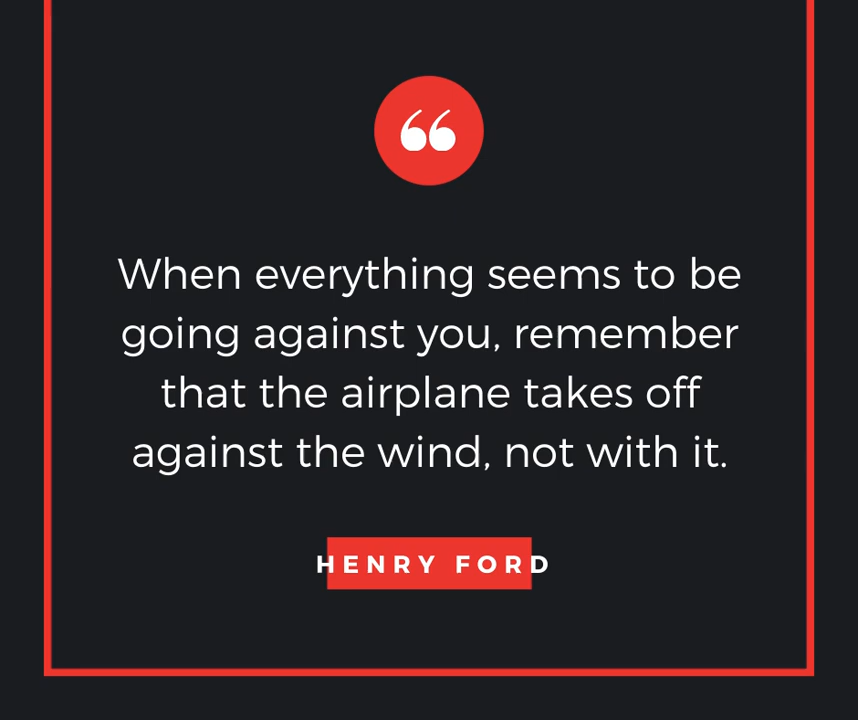 “
When everything seems to be
going against you, remember
that the airplane takes off
against the wind, not with it.
HENRY FORD